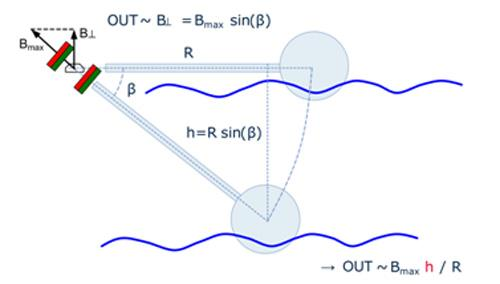 OUT ~ B⊥ = Bmax sin(β)
B⊥
Bmax
R
β
h=R sin(β)
→ OUT ~ Bmax h / R